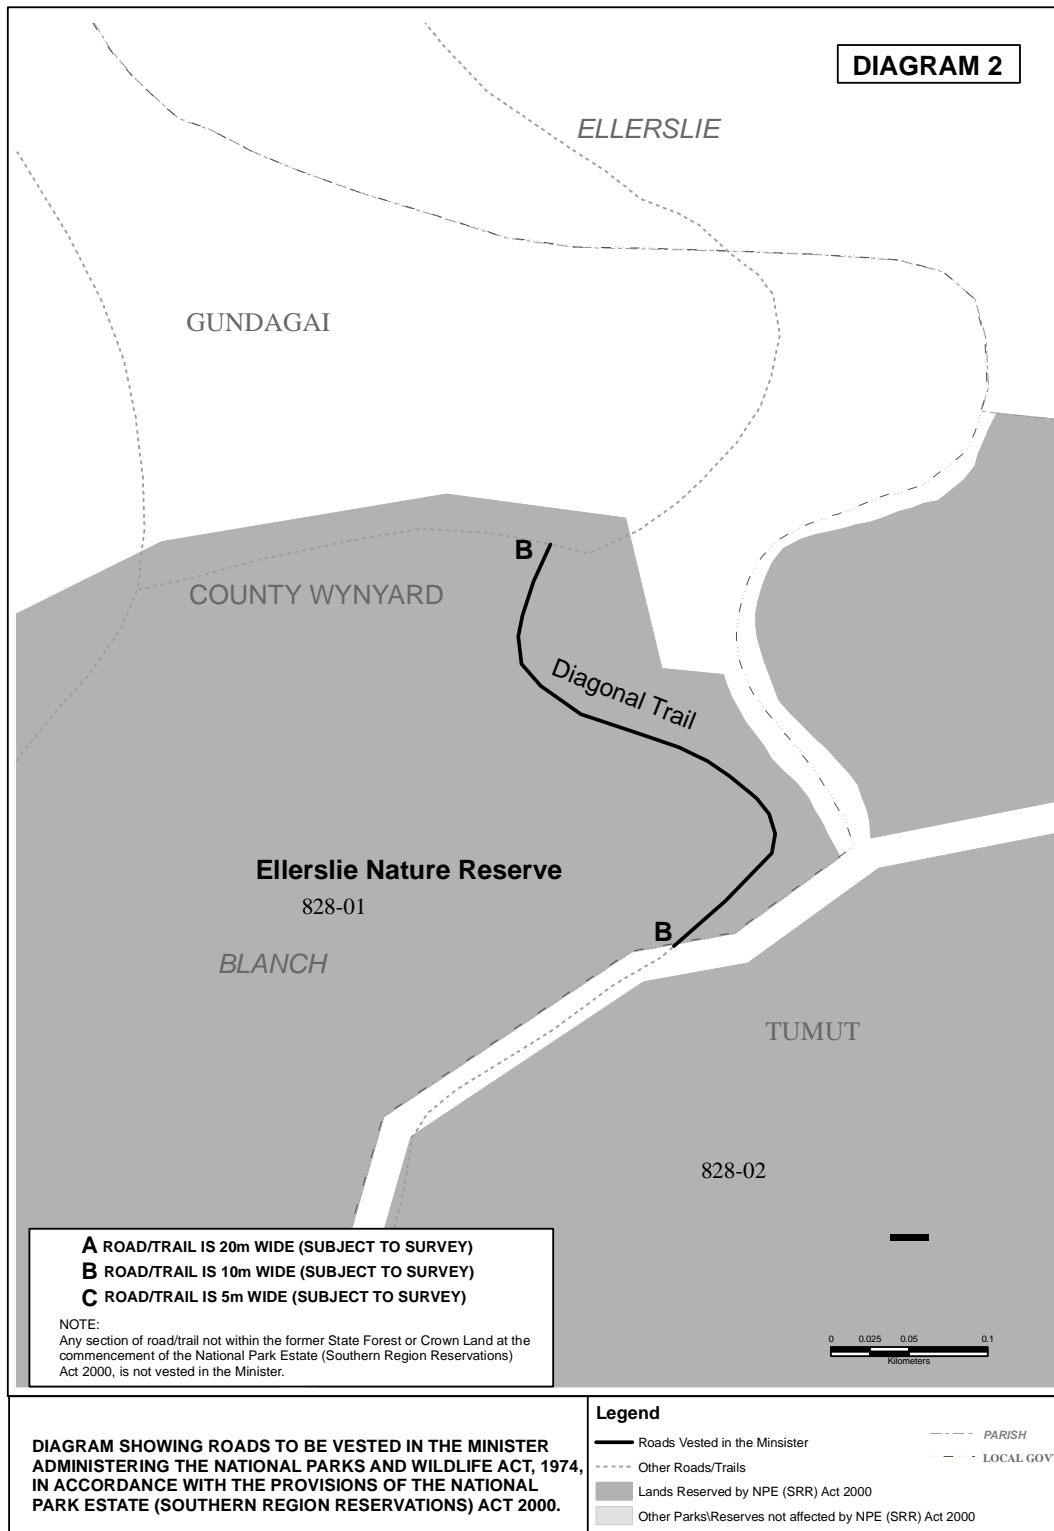 DIAGRAM 2
ELLERSLIE
GUNDAGAI
B
COUNTY WYNYARD
Diagonal Trail
Ellerslie Nature Reserve
828-01
B
BLANCH
TUMUT
828-02
A ROAD/TRAIL IS 20m WIDE (SUBJECT TO SURVEY)
B ROAD/TRAIL IS 10m WIDE (SUBJECT TO SURVEY)
C ROAD/TRAIL IS 5m WIDE (SUBJECT TO SURVEY)
NOTE:
Any section of road/trail not within the former State Forest or Crown Land at the
commencement of the National Park Estate (Southern Region Reservations)
Act 2000, is not vested in the Minister.
0 0.025 0.05 0.1
Kilometers
DIAGRAM SHOWING ROADS TO BE VESTED IN THE MINISTER
ADMINISTERING THE NATIONAL PARKS AND WILDLIFE ACT, 1974,
IN ACCORDANCE WITH THE PROVISIONS OF THE NATIONAL
PARK ESTATE (SOUTHERN REGION RESERVATIONS) ACT 2000.
Legend
Roads Vested in the Minsister
Other Roads/Trails
Lands Reserved by NPE (SRR) Act 2000
Other Parks\Reserves not affected by NPE (SRR) Act 2000
PARISH
LOCAL GOVT